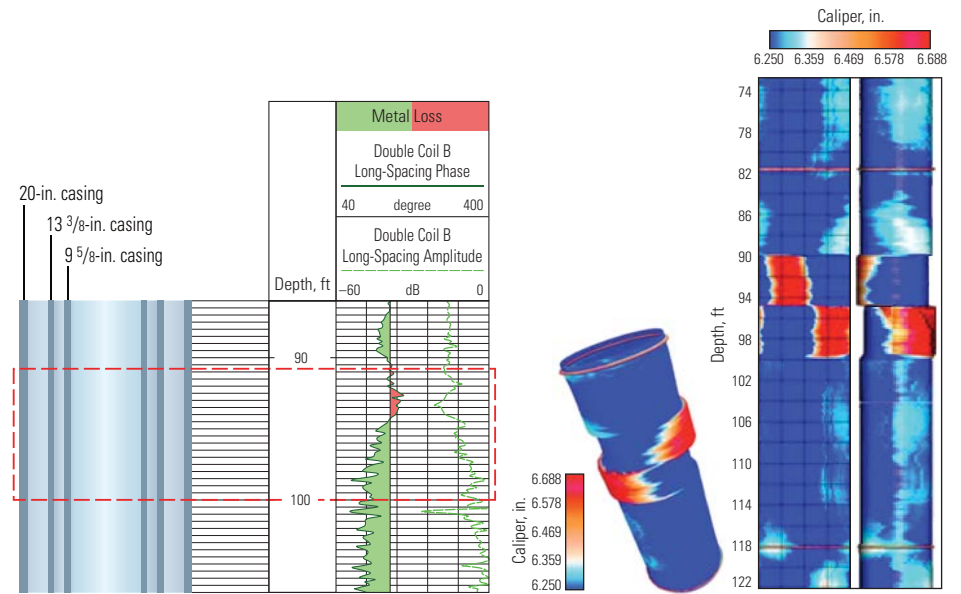 20-in. casing
13 3/8-in. casing
9 5/8-in. casing
Depth, ft
90
100
Metal Loss
Double Coil B
Long-Spacing Phase
40 degree 400
Double Coil B
Long-Spacing Amplitude
–60 dB 0
Caliper, in.
6.688
6.578
6.469
6.359
6.250
Caliper, in.
6.250 6.359 6.469 6.578 6.688
Depth, ft
74
78
82
86
90
94
98
102
106
110
114
118
122